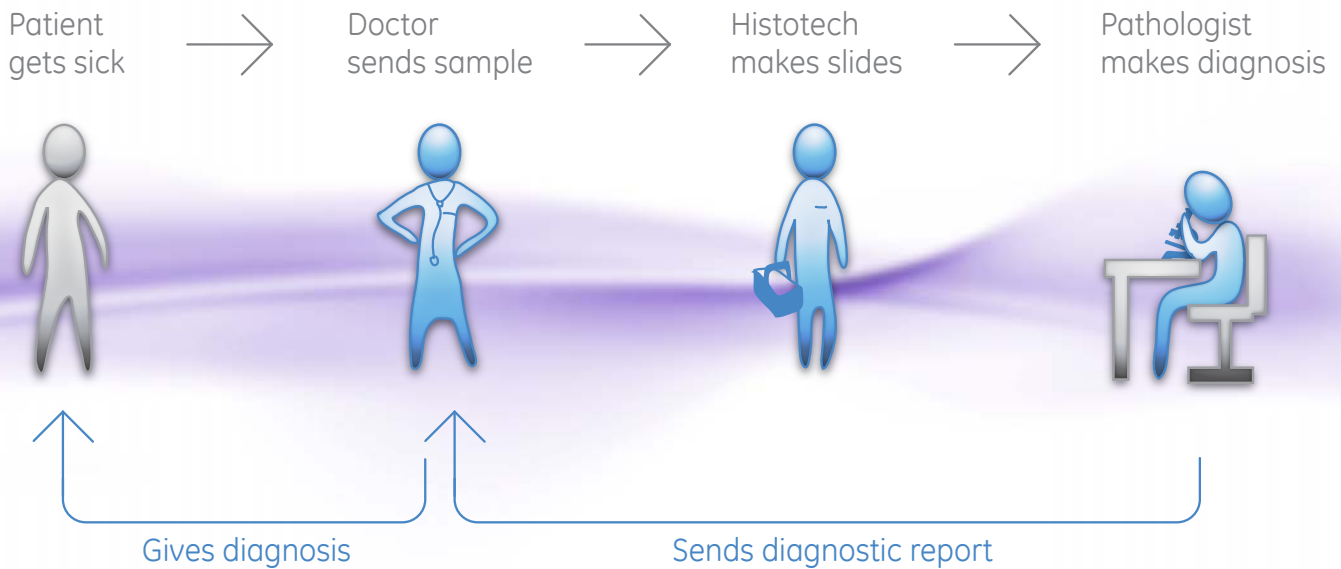 Patient
gets sick
Doctor
sends sample
Histotech
makes slides
Pathologist
makes diagnosis
Gives diagnosis
Sends diagnostic report